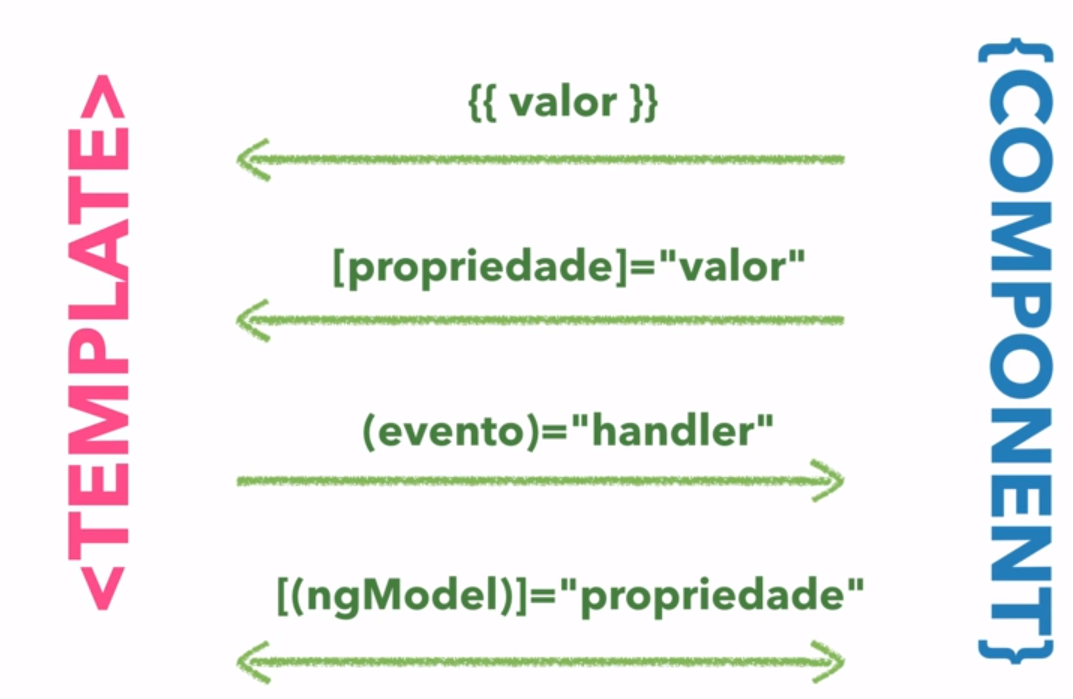 <TEMPLATE>
{{ valor }}
[propriedade]="valor"
(evento)="handler"
[(ngModel)]="propriedade"
{COMPONENT}